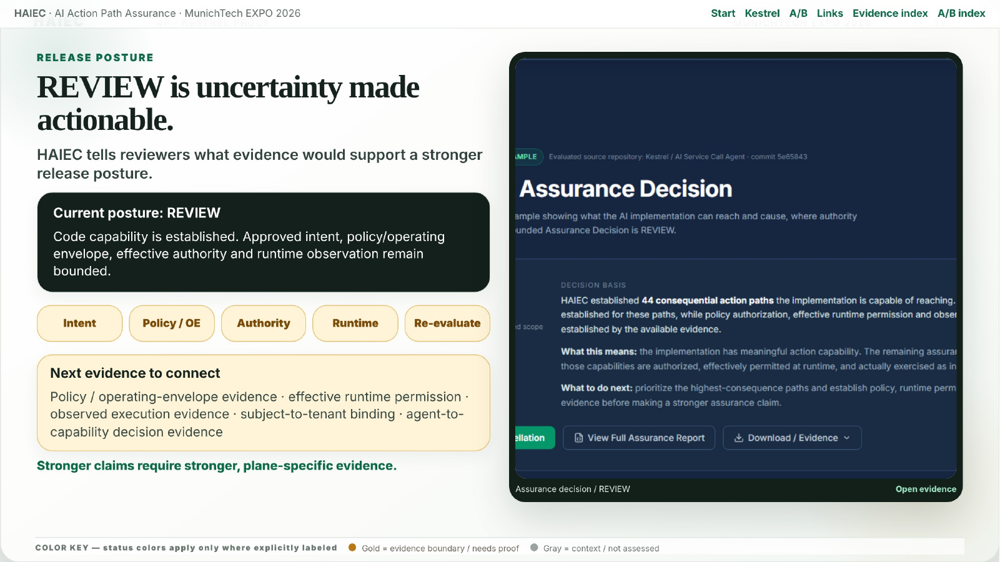 HAIEC · AI Action Path Assurance · MunichTech EXPO 2026
Start Kestrel A/B Links Evidence index A/B index
RELEASE POSTURE
REVIEW is uncertainty made
actionable.
HAIEC tells reviewers what evidence would support a stronger
release posture.
Current posture: REVIEW
Code capability is established. Approved intent, policy/operating
envelope, effective authority and runtime observation remain
bounded.
Intent
Policy / OE
Authority
Runtime
Re-evaluate
Next evidence to connect
Policy / operating-envelope evidence · effective runtime permission ·
observed execution evidence · subject-to-tenant binding · agent-to-
capability decision evidence
Stronger claims require stronger, plane-specific evidence.
Evaluated source repository: Kestrel / AI Service Call Agent · commit 5e65843
Assurance Decision
ample showing what the AI implementation can reach and cause, where authority
ounded Assurance Decision is REVIEW.
DECISION BASIS
HAIEC established 44 consequential action paths the implementation is capable of reaching.
established for these paths, while policy authorization, effective runtime permission and obser
ed scope
established by the available evidence.
What this means: the implementation has meaningful action capability. The remaining assurar
those capabilities are authorized, effectively permitted at runtime, and actually exercised as in
What to do next: prioritize the highest-consequence paths and establish policy, runtime perm
evidence before making a stronger assurance claim.
ellation
View Full Assurance Report
Download / Evidence
Assurance decision / REVIEW
Open evidence
COLOR KEY — status colors apply only where explicitly labeled
Gold = evidence boundary / needs proof
Gray = context / not assessed